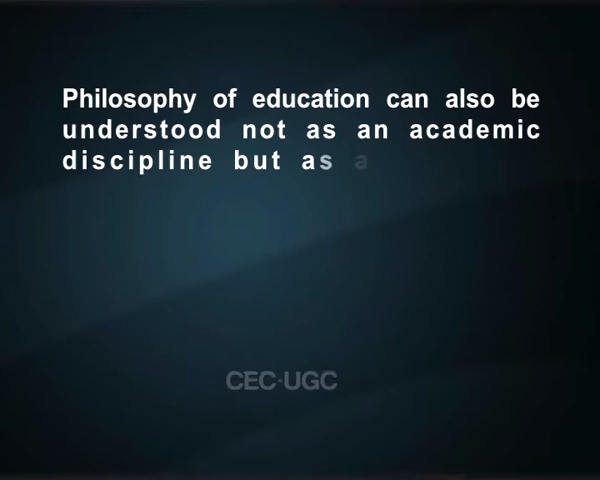 Philosophy of education can also be
understood not as an academic
discipline but as a
CEC-UGC